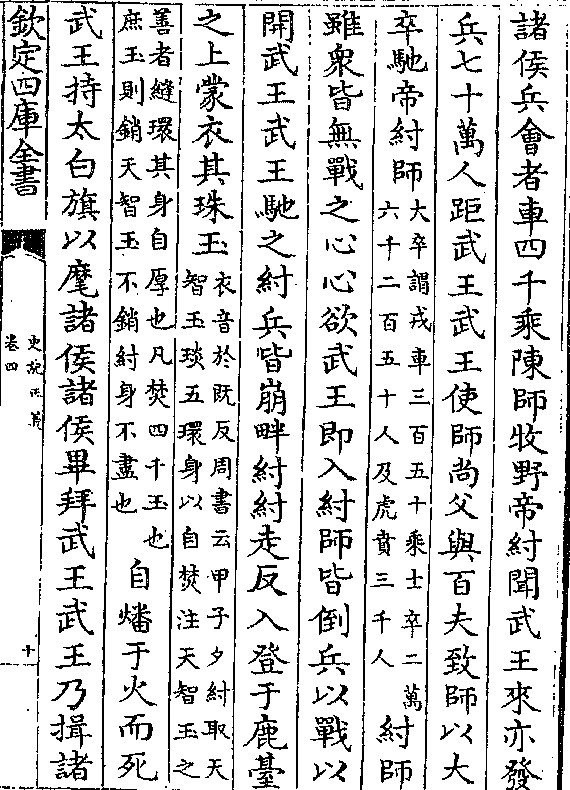 諸侯兵會者車四千乘陳師牧野帝紂聞武王來亦發
兵七十萬人距武王武王使師尚父與百夫致師以大
卒馳帝紂師
大卒謂戎車三百五十乘士卒二萬
六千二百五十人及虎賁三千人
紂師
雖衆皆無戰之心心欲武王即入紂師皆倒兵以戰以
開武王武王馳之紂兵皆崩畔紂紂走反入登于鹿臺
之上蒙衣其珠玉
衣音於既反周書云甲子夕紂取天
智玉琰五環身以自焚注天智玉之
善者縫環其身自厚也凡焚四千玉也
庶玉則銷天智玉不銷紂身不盡也
自燔于火而死
武王持太白旗以麾諸侯諸侯畢拜武王武王乃揖諸
欽定四庫全書
史記正義
卷四
十